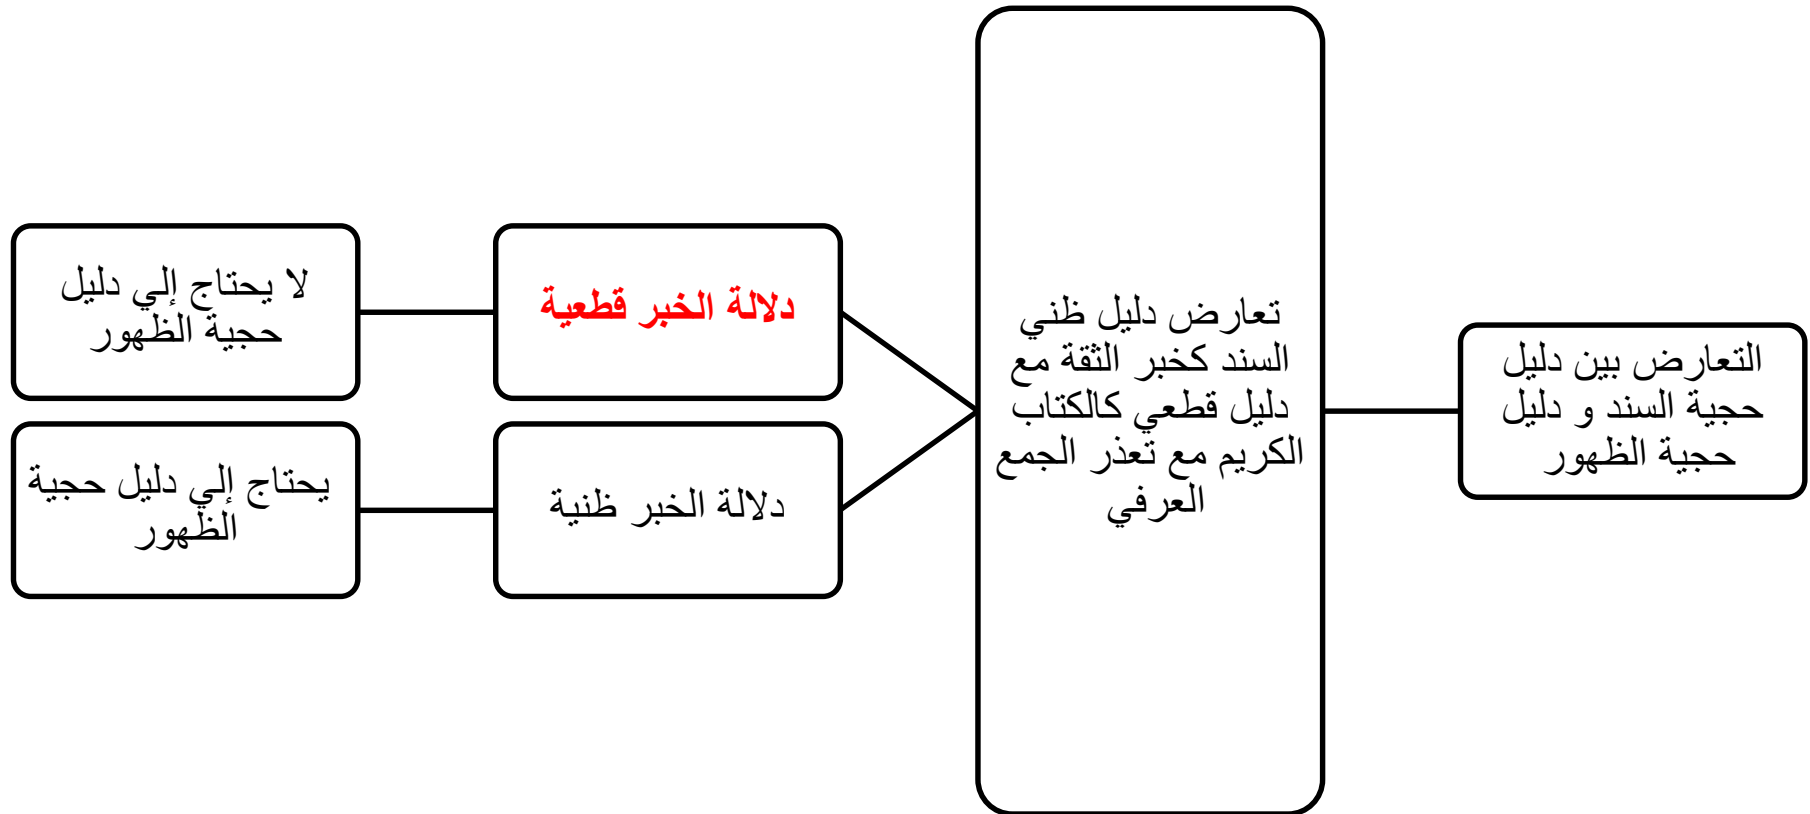 التعارض بين دليل
حجية السند و دليل
حجية الظهور
تعارض دليل ظني
السند كخبر الثقة مع
دليل قطعي كالكتاب
الكريم مع تعذر الجمع
العرفي
دلالة الخبر قطعية
لا يحتاج إلي دليل
حجية الظهور
دلالة الخبر ظنية
يحتاج إلي دليل حجية
الظهور